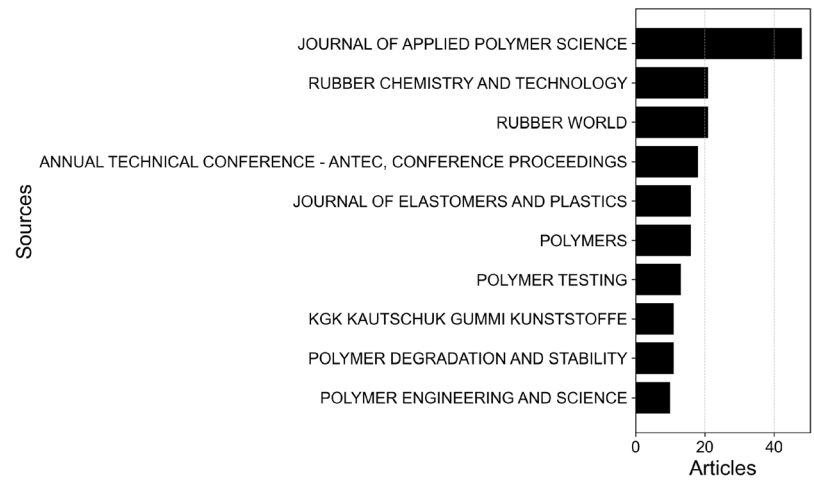 JOURNAL OF APPLIED POLYMER SCIENCE
RUBBER CHEMISTRY AND TECHNOLOGY
RUBBER WORLD
ANNUAL TECHNICAL CONFERENCE - ANTEC, CONFERENCE PROCEEDINGS
JOURNAL OF ELASTOMERS AND PLASTICS
POLYMERS
POLYMER TESTING
KGK KAUTSCHUK GUMMI KUNSTSTOFFE
POLYMER DEGRADATION AND STABILITY
POLYMER ENGINEERING AND SCIENCE
Sources
0 20 40
Articles